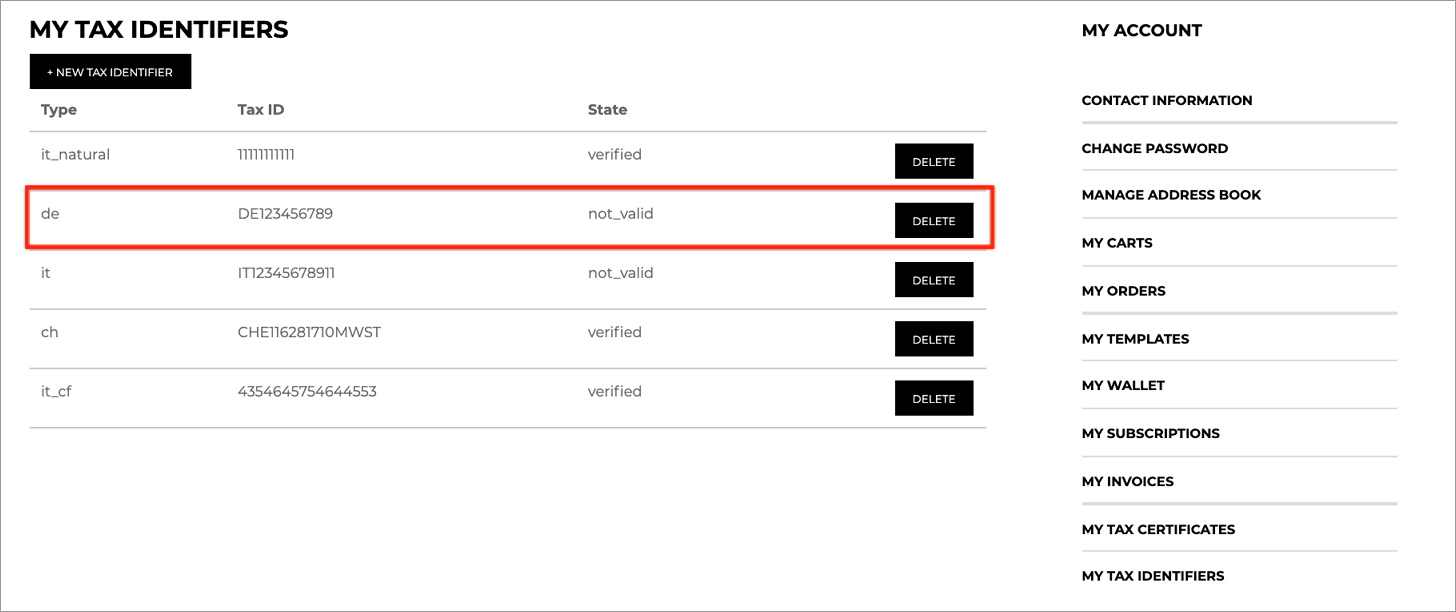 MY TAX IDENTIFIERS
+ NEW TAX IDENTIFIER
Type Tax ID State
it_natural 11111111111 verified DELETE
de DE123456789 not_valid DELETE
it IT12345678911 not_valid DELETE
ch CHE116281710MWST verified DELETE
it_cf 4354645754644553 verified DELETE
MY ACCOUNT
CONTACT INFORMATION
CHANGE PASSWORD
MANAGE ADDRESS BOOK
MY CARTS
MY ORDERS
MY TEMPLATES
MY WALLET
MY SUBSCRIPTIONS
MY INVOICES
MY TAX CERTIFICATES
MY TAX IDENTIFIERS